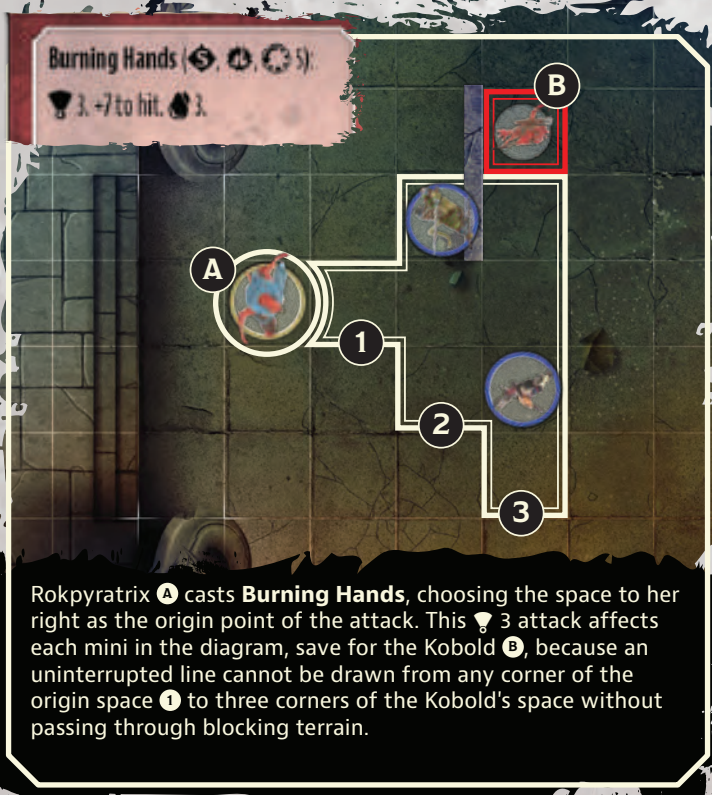 Burning Hands (S, , 5):
3. +7 to hit. 3.
B
A
1
2
3
Rokpyratrix A casts Burning Hands, choosing the space to her
right as the origin point of the attack. This 3 attack affects
each mini in the diagram, save for the Kobold B, because an
uninterrupted line cannot be drawn from any corner of the
origin space 1 to three corners of the Kobold's space without
passing through blocking terrain.